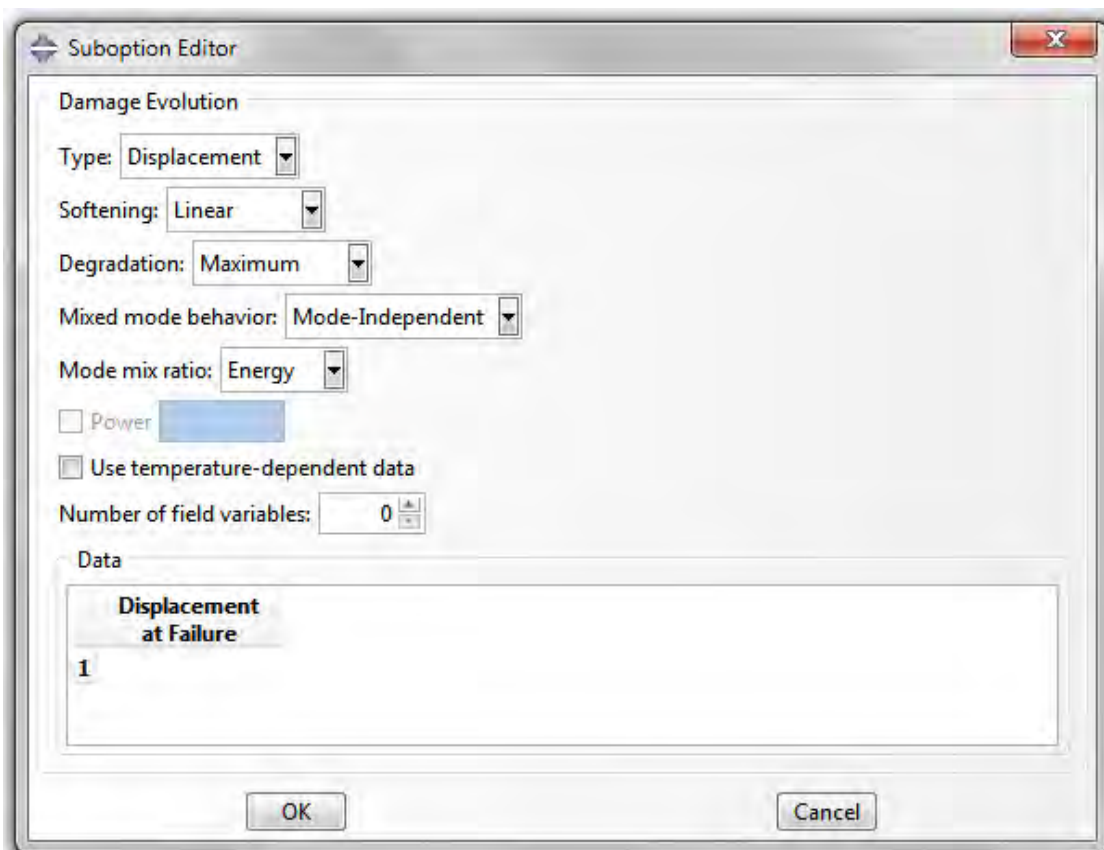 Suboption Editor
Damage Evolution
Type: Displacement
Softening: Linear
Degradation: Maximum
Mixed mode behavior: Mode-Independent
Mode mix ratio: Energy
Power
Use temperature-dependent data
Number of field variables: 0
Data
Displacement
at Failure
1
OK Cancel